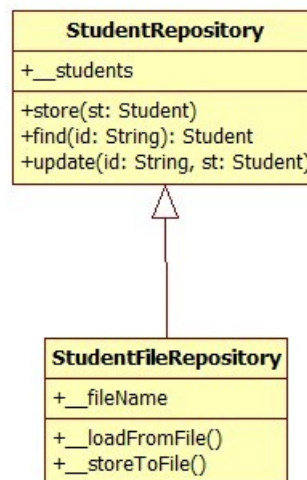 StudentRepository
+__students
+store(st: Student)
+find(id: String): Student
+update(id: String, st: Student)
StudentFileRepository
+__fileName
+__loadFromFile()
+__storeToFile()